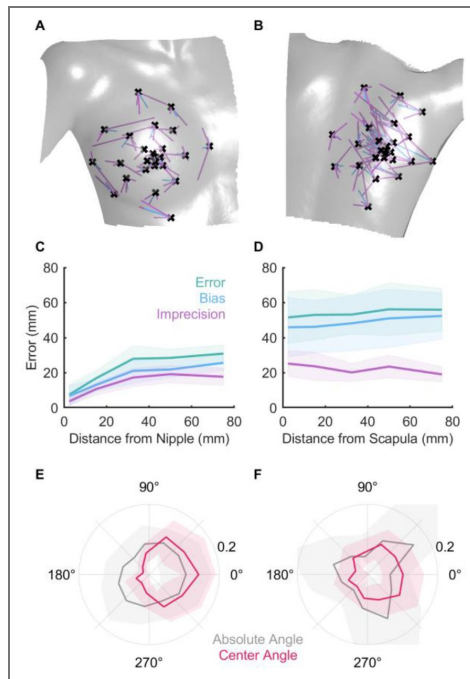 A
B
C
D
80
60
40
20
0
Error (mm)
Error
Bias
Imprecision
0 20 40 60 80
Distance from Nipple (mm)
80
60
40
20
0
0 20 40 60 80
Distance from Scapula (mm)
E
F
90°
0.2
180°
0°
270°
90°
0.2
180°
0°
270°
Absolute Angle
Center Angle